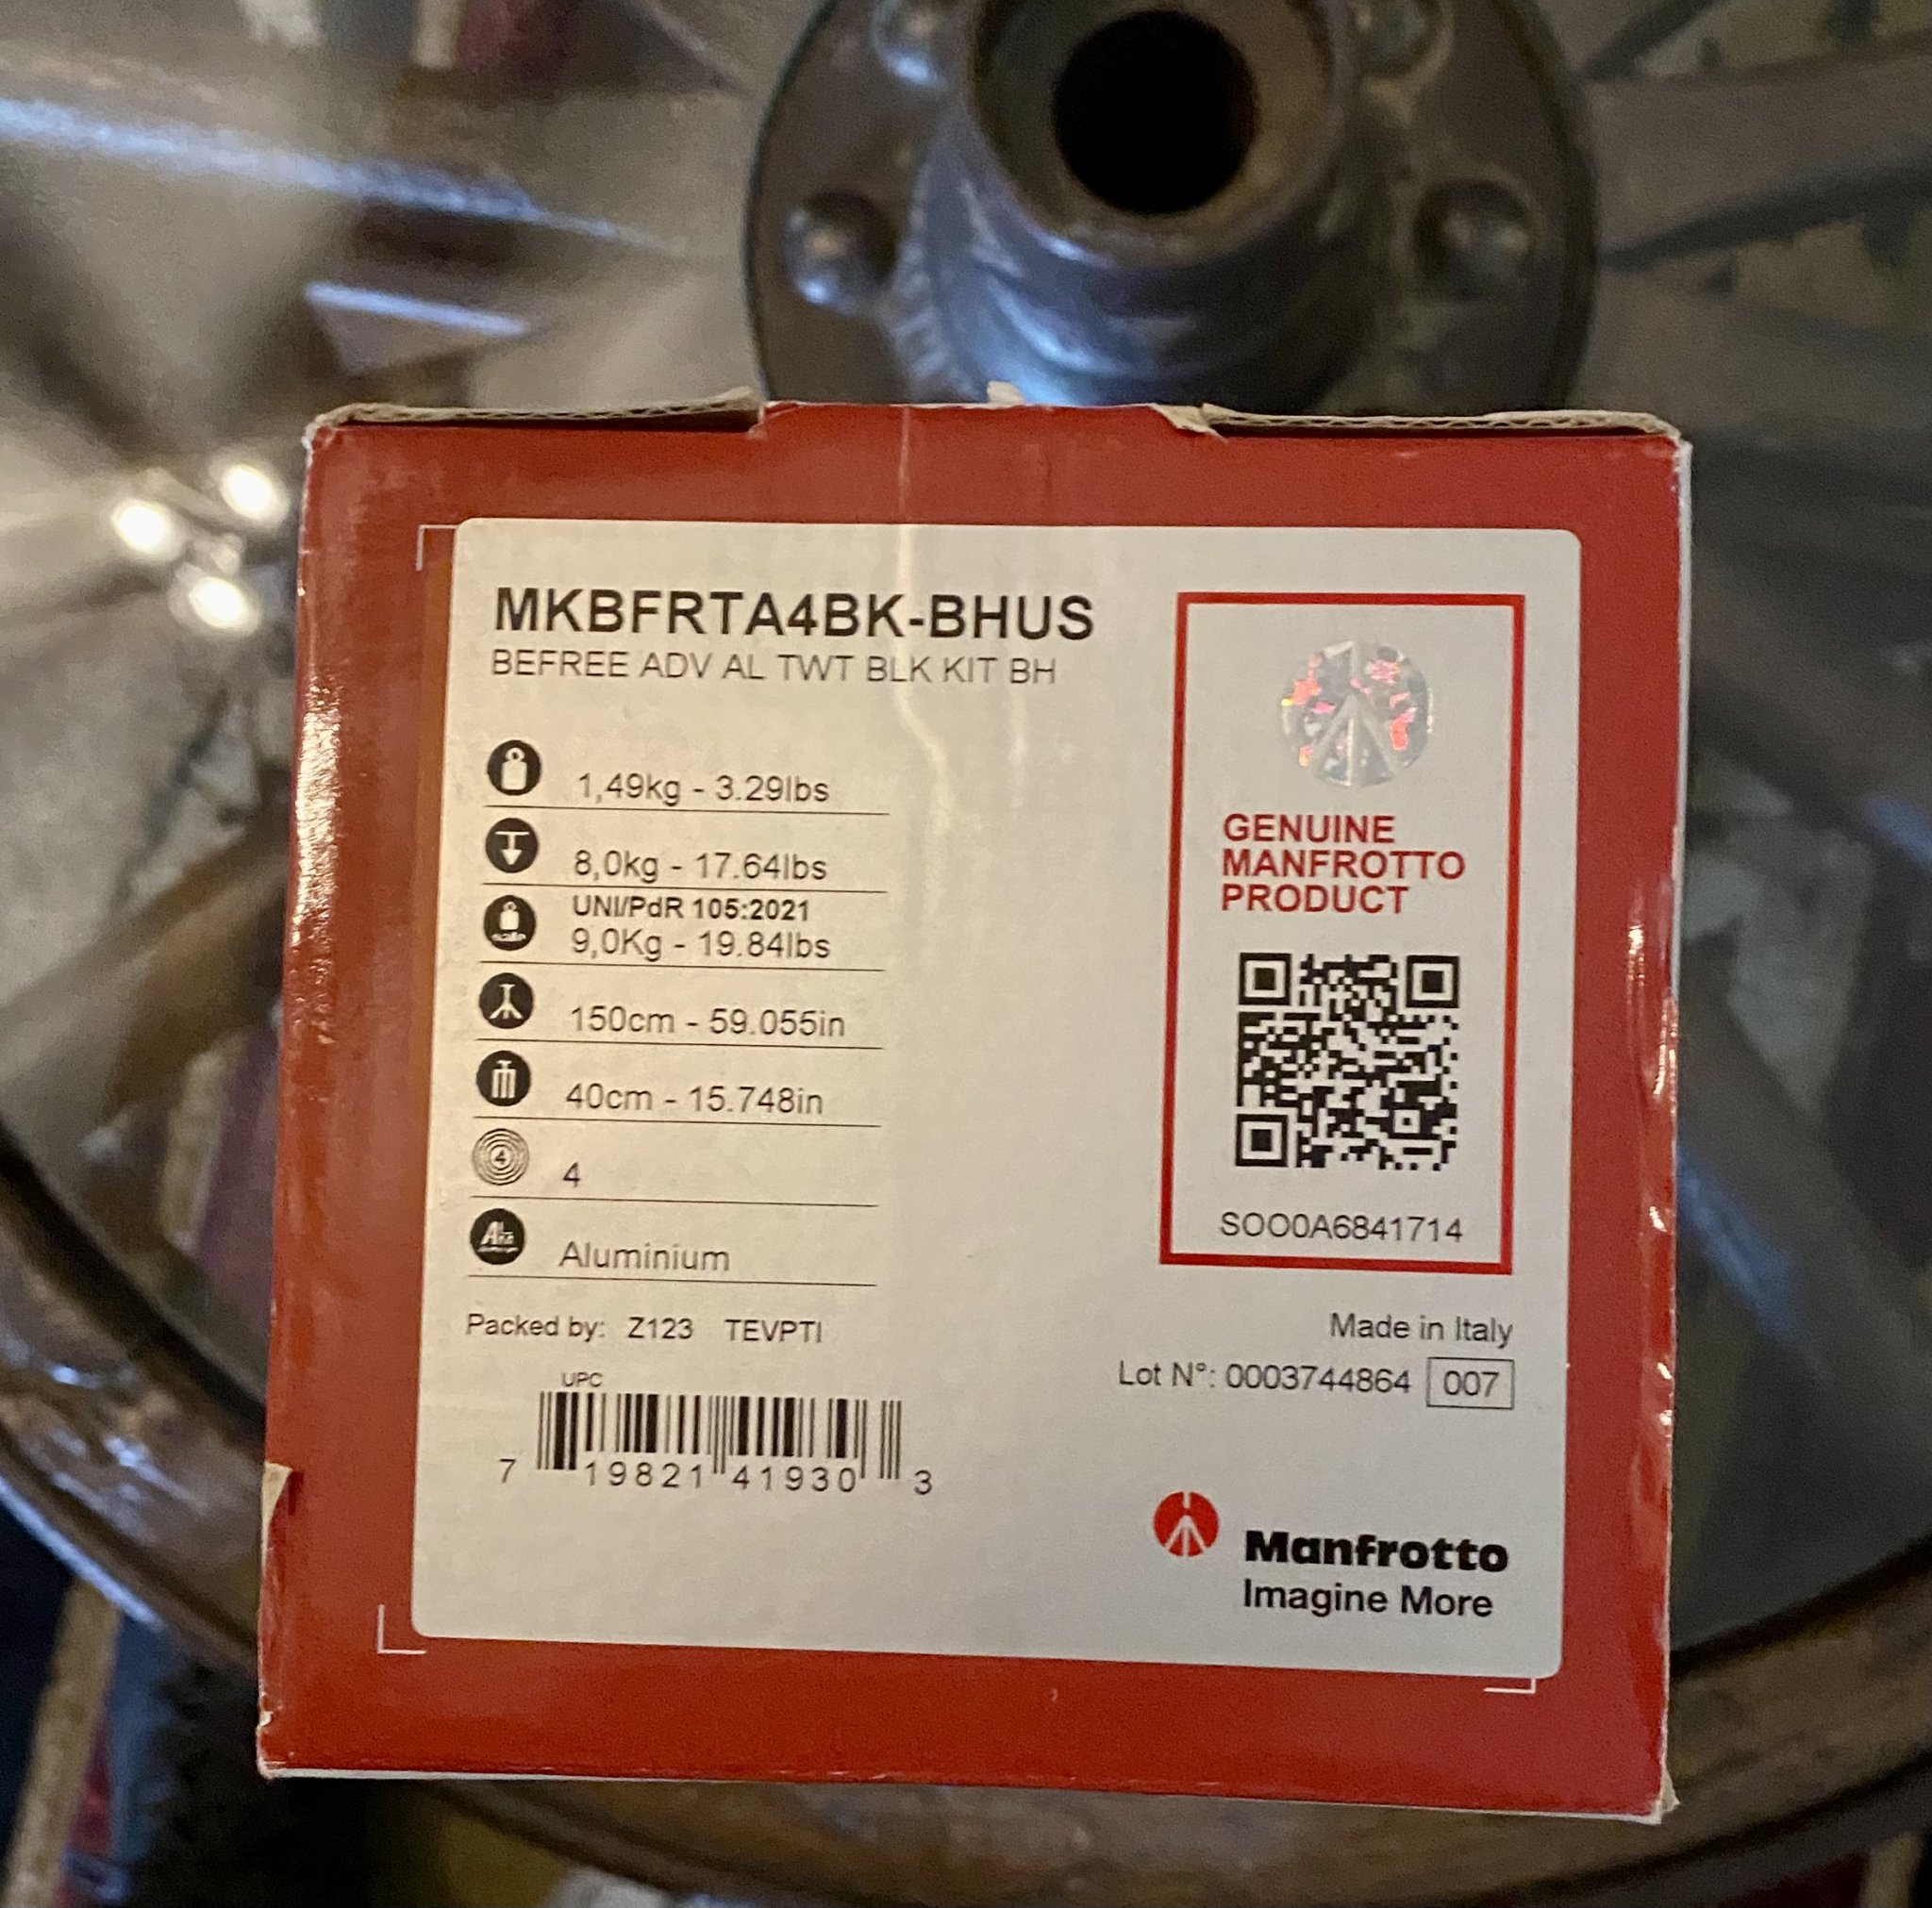 MKBFRTA4BK-BHUS
BEFREE ADV AL TWT BLK KIT BH
1,49kg - 3.29lbs
8,0kg - 17.64lbs
UNI/PdR 105:2021
9,0Kg - 19.84lbs
150cm - 59.055in
40cm - 15.748in
4
4
Aluminium
Packed by: Z123 TEVPTI
UPC
7 19821 41930 3
GENUINE
MANFROTTO
PRODUCT
SOO0A6841714
Made in Italy
Lot N°: 0003744864 007
Manfrotto
Imagine More